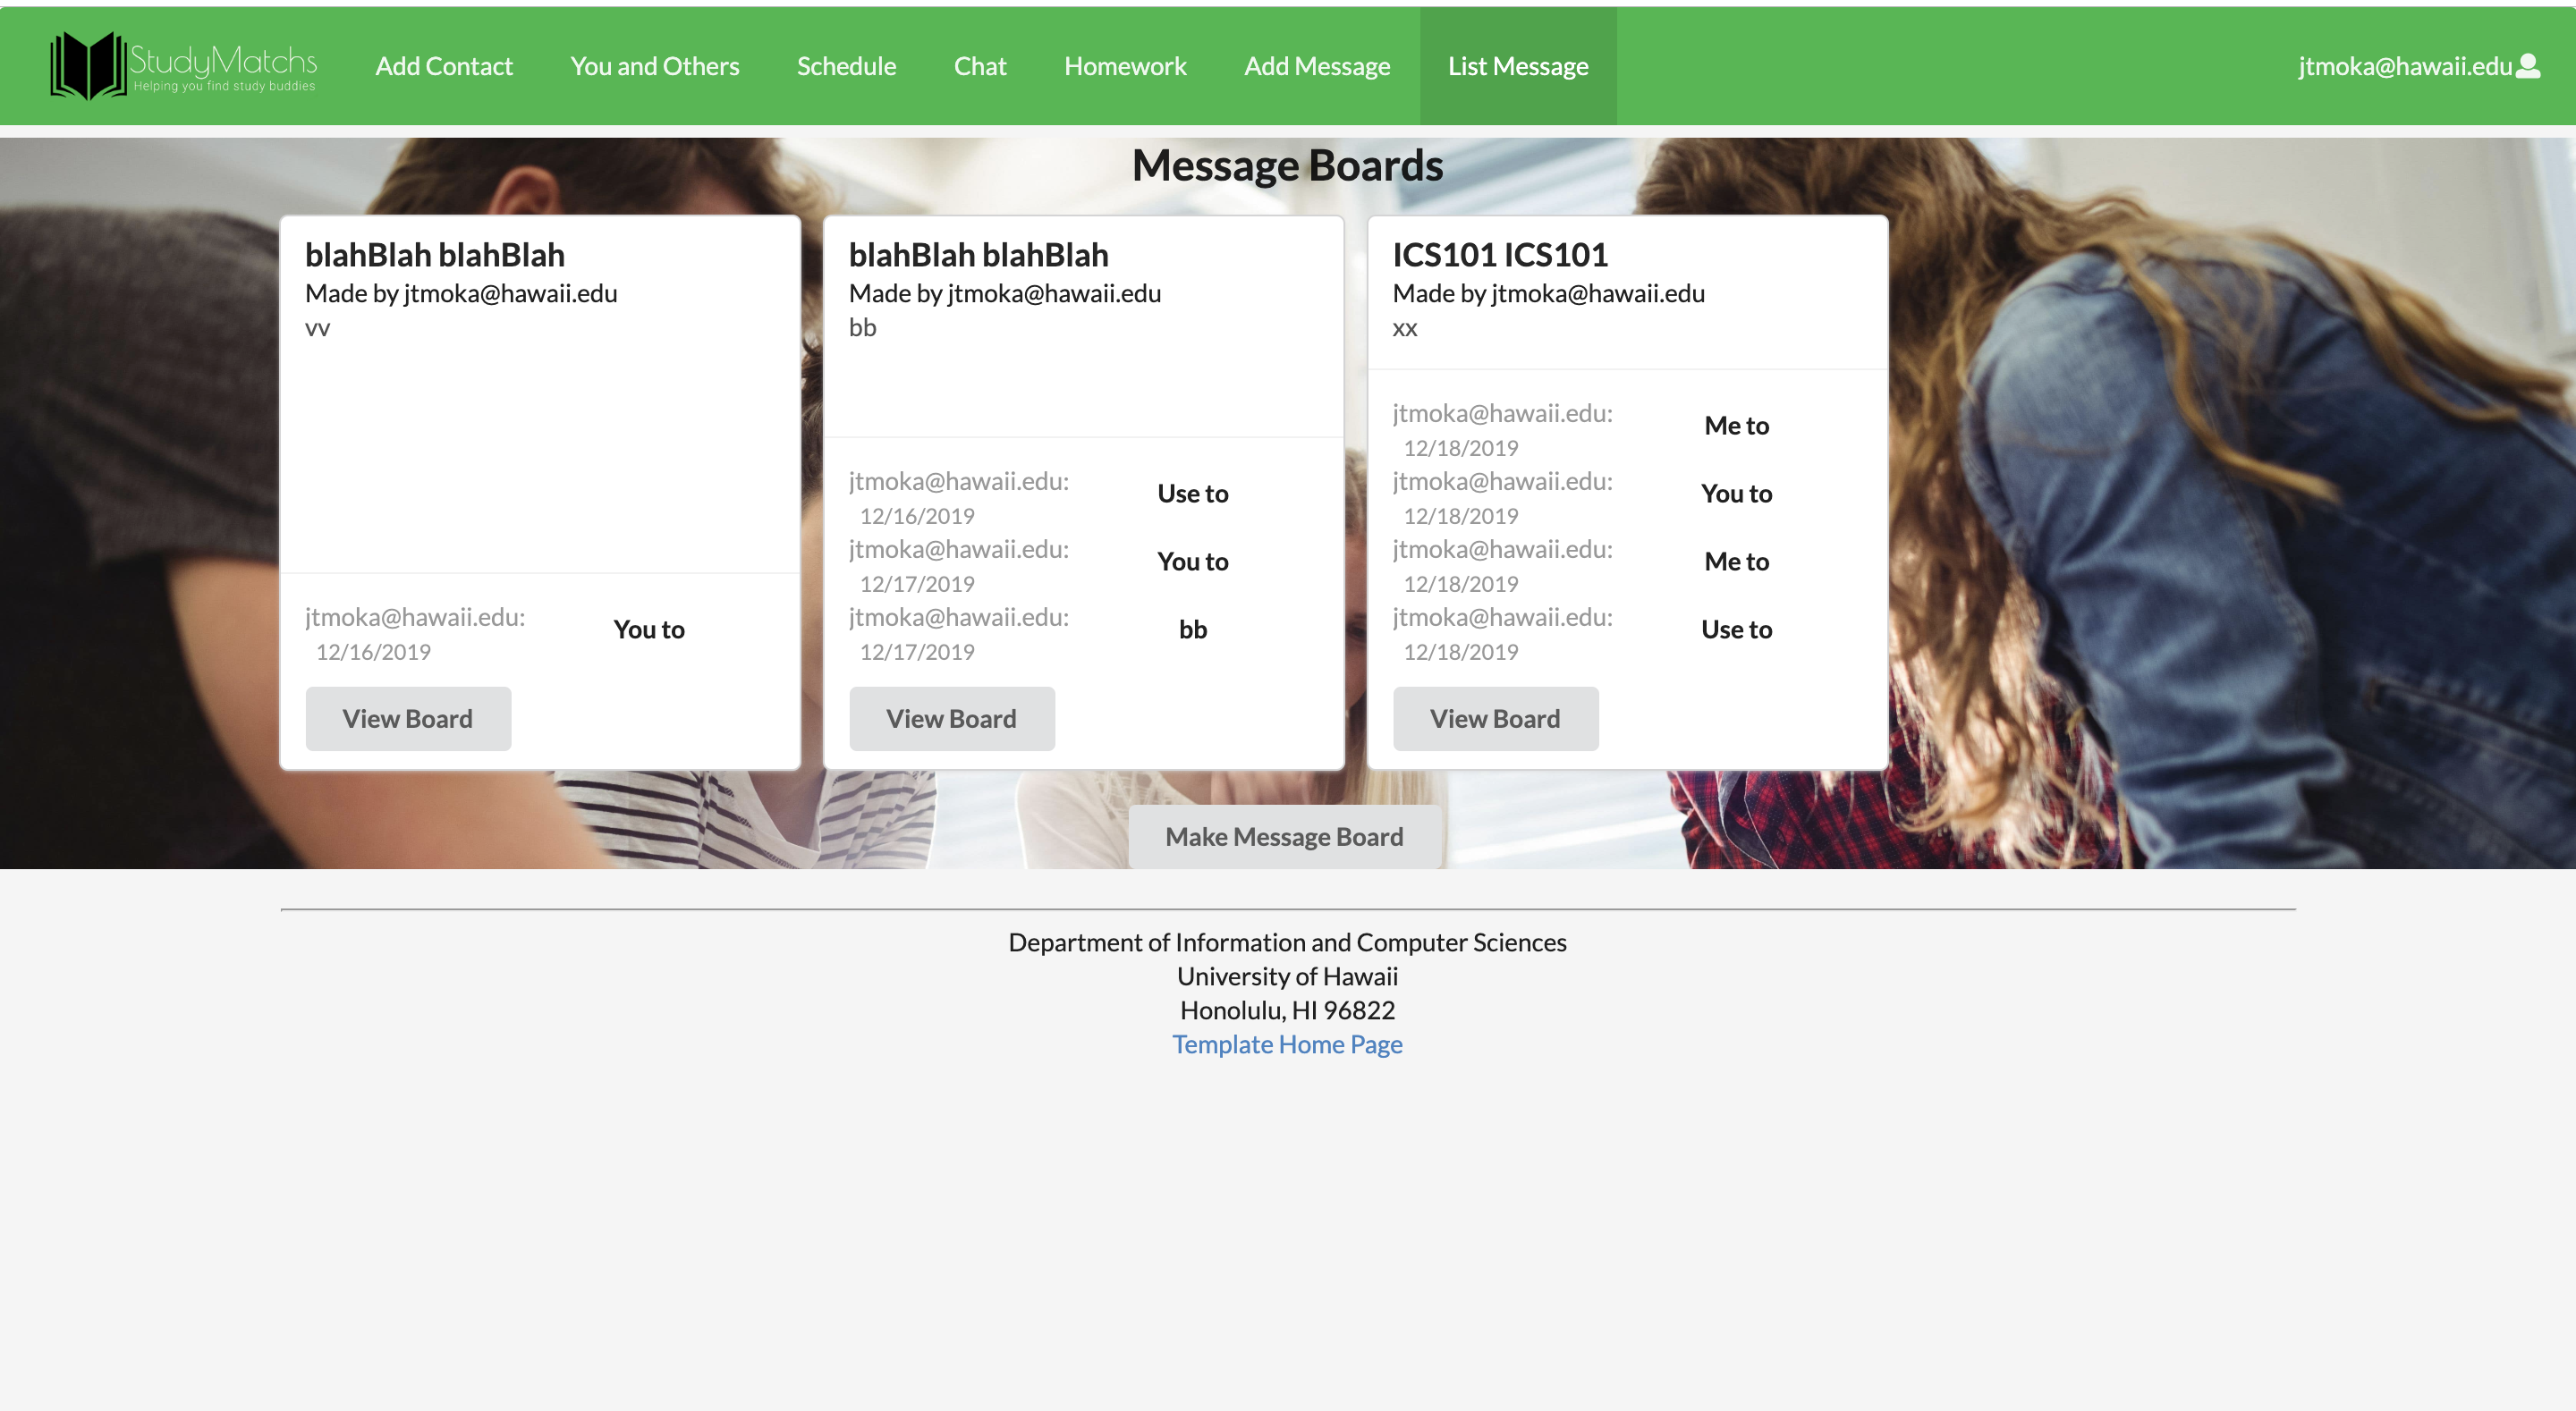 StudyMatchs
Helping you find study buddies
Add Contact
You and Others
Schedule
Chat
Homework
Add Message
List Message
jtmoka@hawaii.edu
Message Boards
blahBlah blahBlah
Made by jtmoka@hawaii.edu
vv
jtmoka@hawaii.edu:
You to
12/16/2019
View Board
blahBlah blahBlah
Made by jtmoka@hawaii.edu
bb
jtmoka@hawaii.edu:
Use to
12/16/2019
jtmoka@hawaii.edu:
You to
12/17/2019
jtmoka@hawaii.edu:
bb
12/17/2019
View Board
ICS101 ICS101
Made by jtmoka@hawaii.edu
xx
jtmoka@hawaii.edu:
Me to
12/18/2019
jtmoka@hawaii.edu:
You to
12/18/2019
jtmoka@hawaii.edu:
Me to
12/18/2019
jtmoka@hawaii.edu:
Use to
12/18/2019
View Board
Make Message Board
Department of Information and Computer Sciences
University of Hawaii
Honolulu, HI 96822
Template Home Page